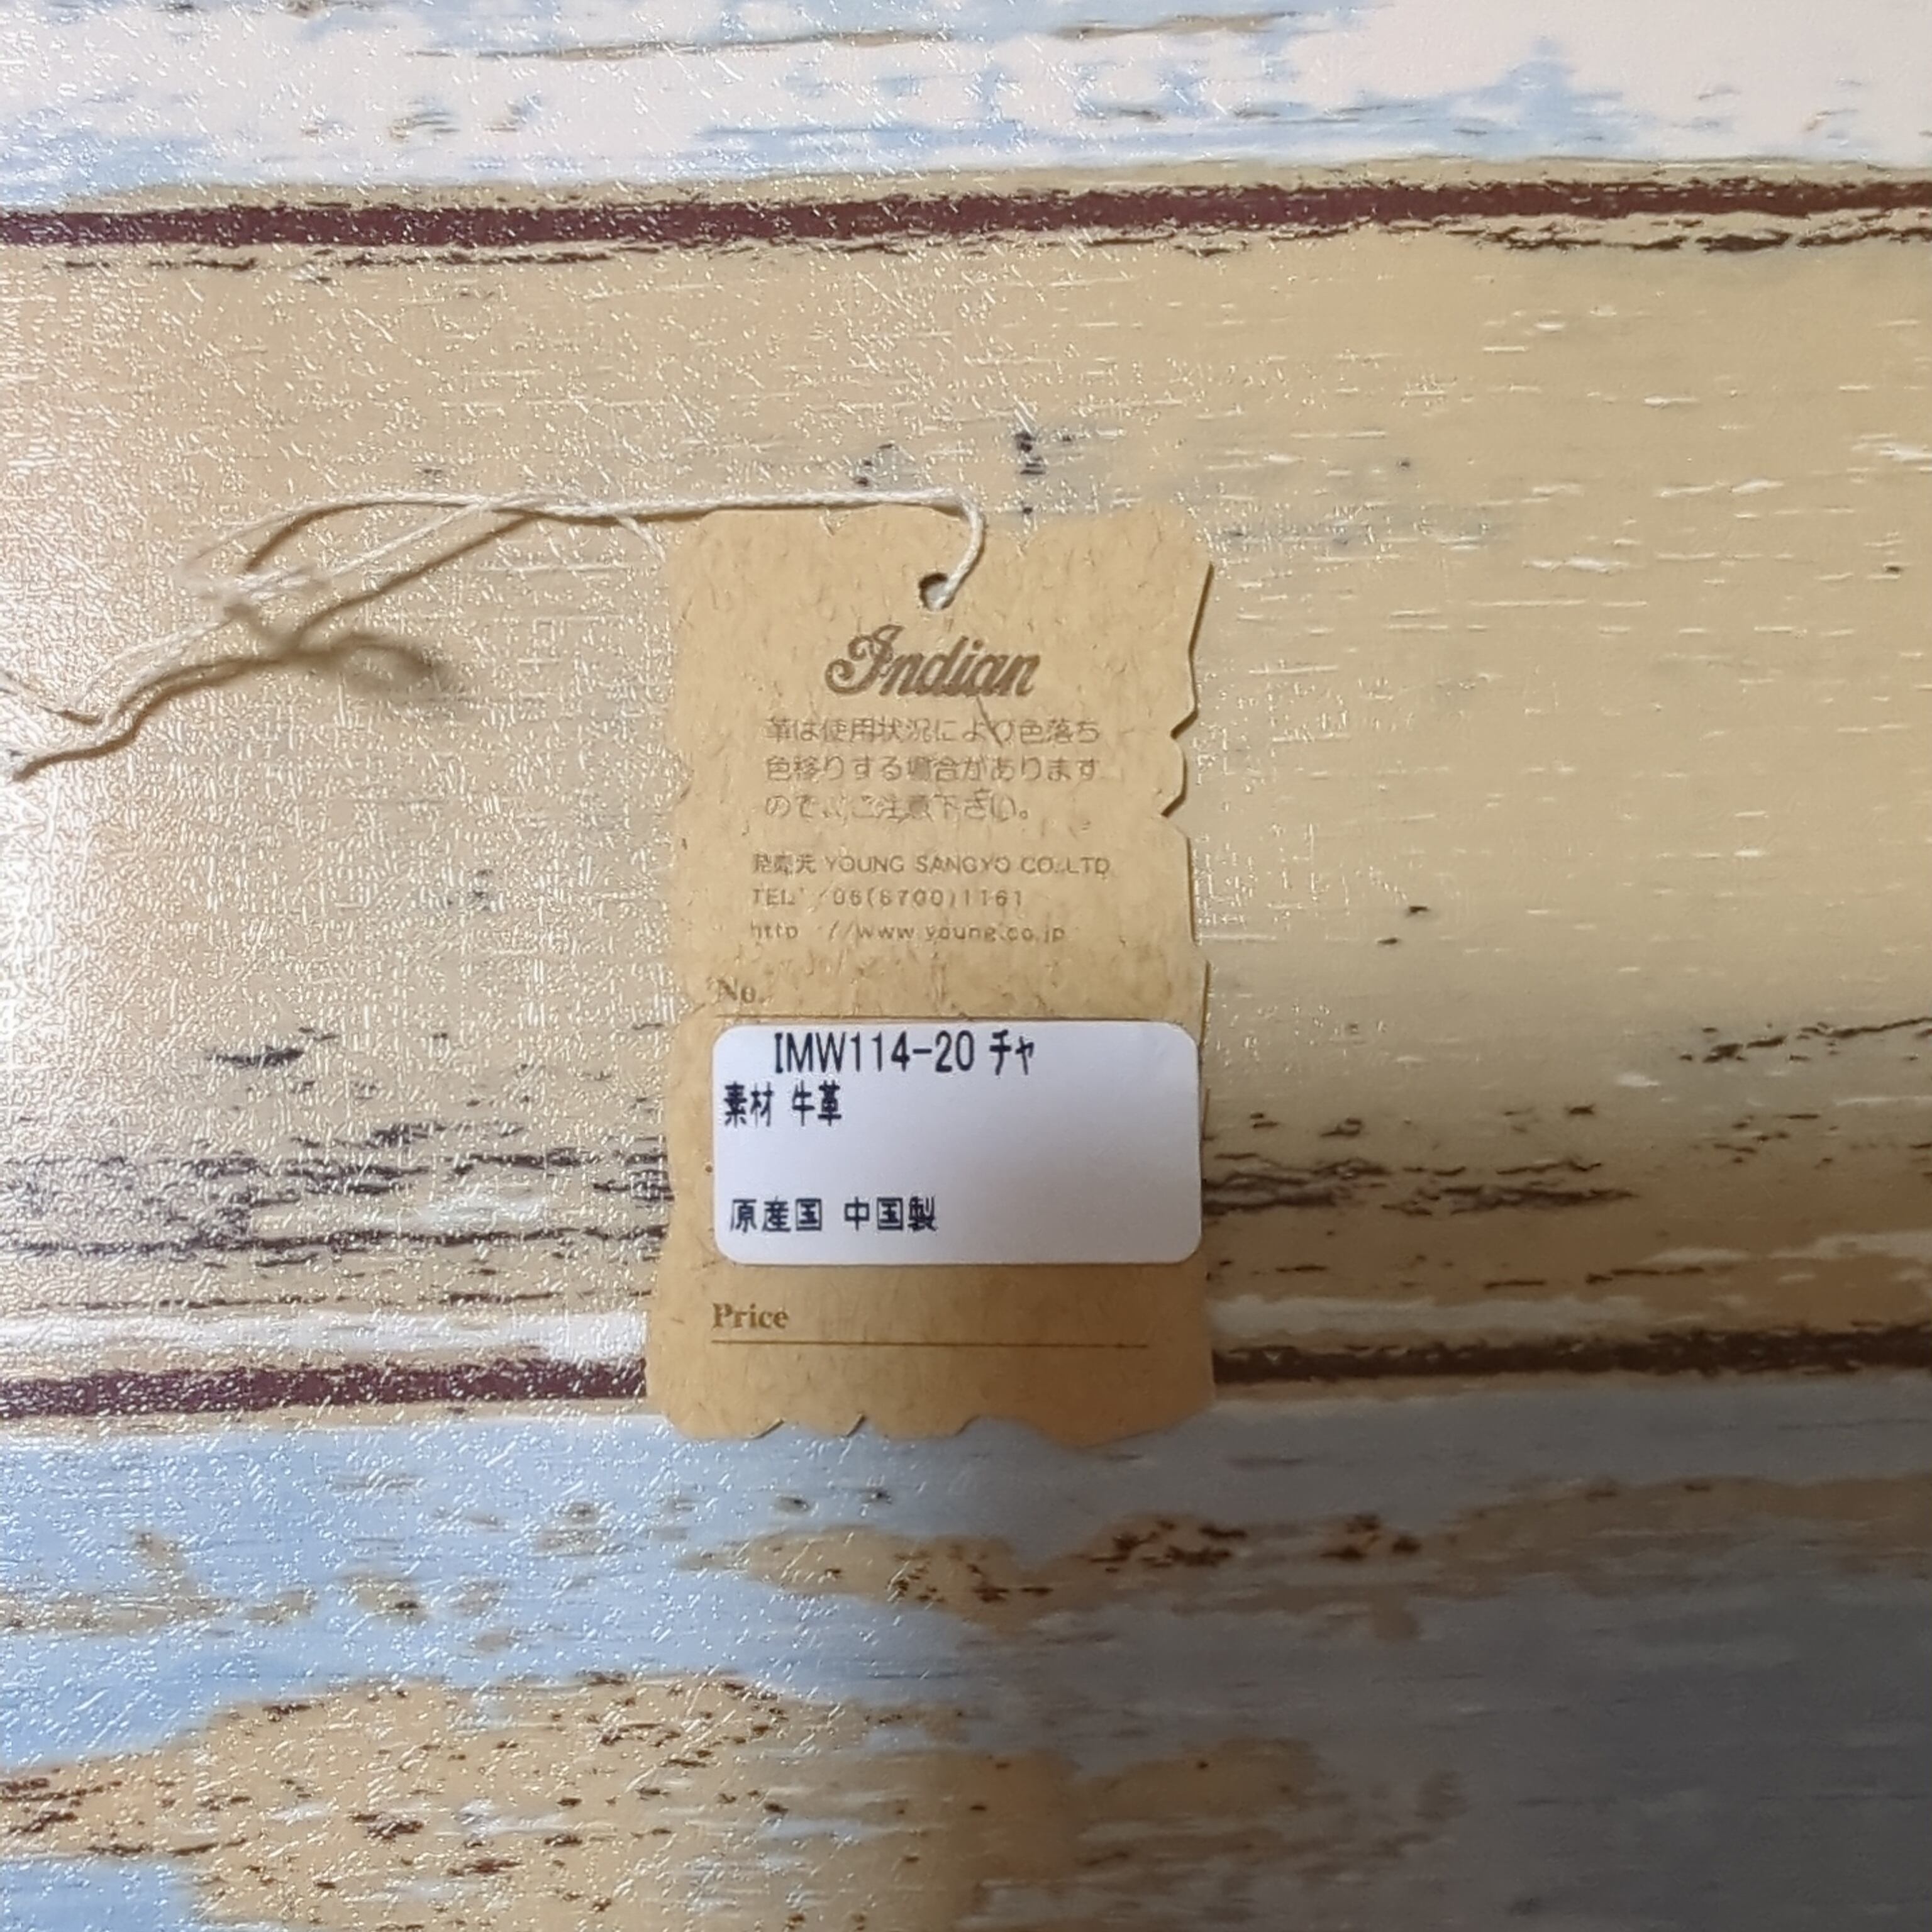 Indian
革は使用状況により色落ち
色移りする場合があります
ので、ご注意下さい。
発売元 YOUNG SANGYO CO.,LTD
TEL /06(6700)1161
http://www.young.co.jp
No.
IMW114-20 チャ
素材 牛革
原産国 中国製
Price